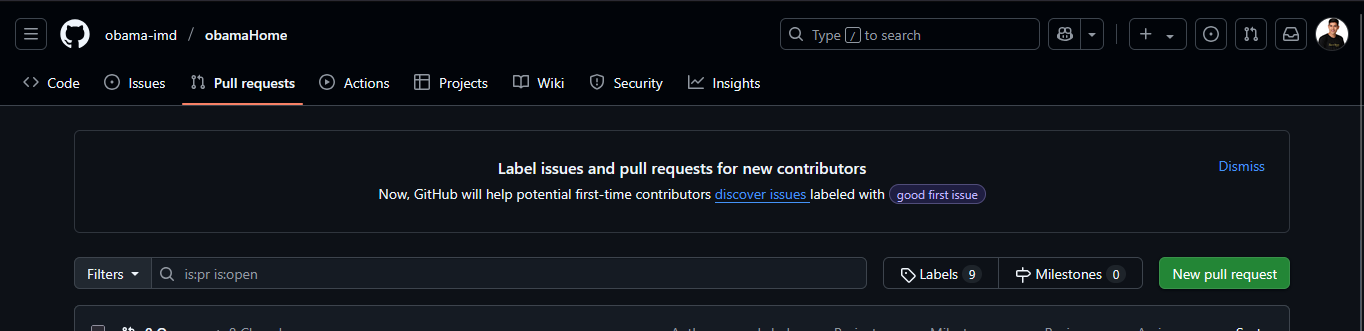 obama-imd / obamaHome
Type / to search
Code Issues Pull requests Actions Projects Wiki Security Insights
Label issues and pull requests for new contributors
Dismiss
Now, GitHub will help potential first-time contributors discover issues labeled with good first issue
Filters is:pr is:open Labels 9 Milestones 0 New pull request